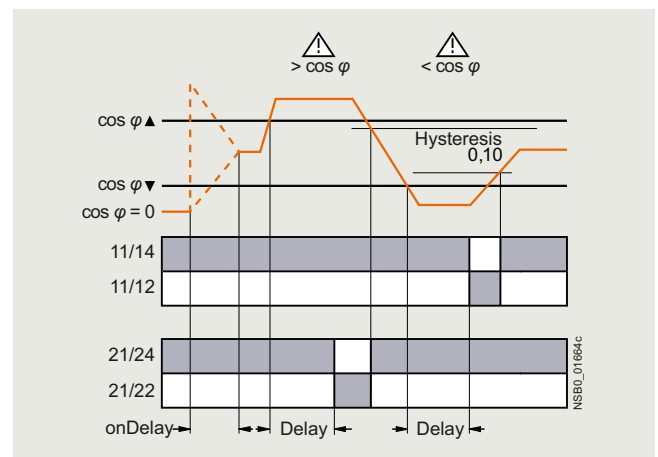 > cos φ
< cos φ
cos φ▲
Hysteresis
0,10
cos φ▼
cos φ = 0
11/14
11/12
21/24
21/22
onDelay
Delay
Delay
NSB0_01664c